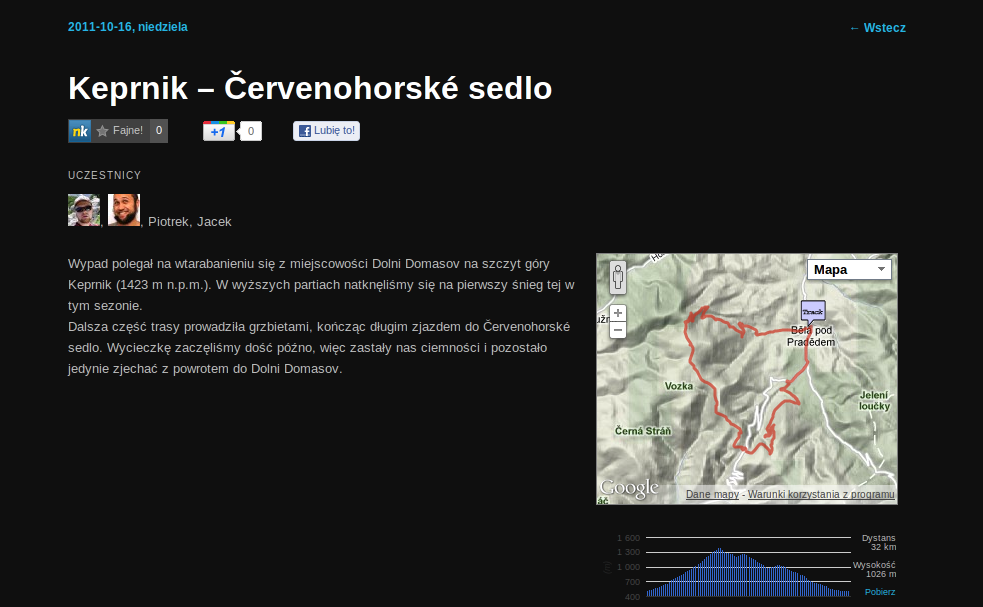 2011-10-16, niedziela
← Wstecz
Keprnik – Červenohorské sedlo
nk Fajne! 0
+1 0
Lubię to!
UCZESTNICY
, , Piotrek, Jacek
Wypad polegał na wtarabanieniu się z miejscowości Dolni Domasov na szczyt góry
Keprnik (1423 m n.p.m.). W wyższych partiach natknęliśmy się na pierwszy śnieg tej w
tym sezonie.
Dalsza część trasy prowadziła grzbietami, kończąc długim zjazdem do Červenohorské
sedlo. Wycieczkę zaczęliśmy dość późno, więc zastały nas ciemności i pozostało
jedynie zjechać z powrotem do Dolni Domasov.
Mapa
+
−
Track
Bělá pod
Pradědem
Vozka
Jelení
loučky
Černá Stráň
Google
Dane mapy - Warunki korzystania z programu
1 600
1 300
1 000
700
400
Dystans
32 km
Wysokość
1026 m
Pobierz